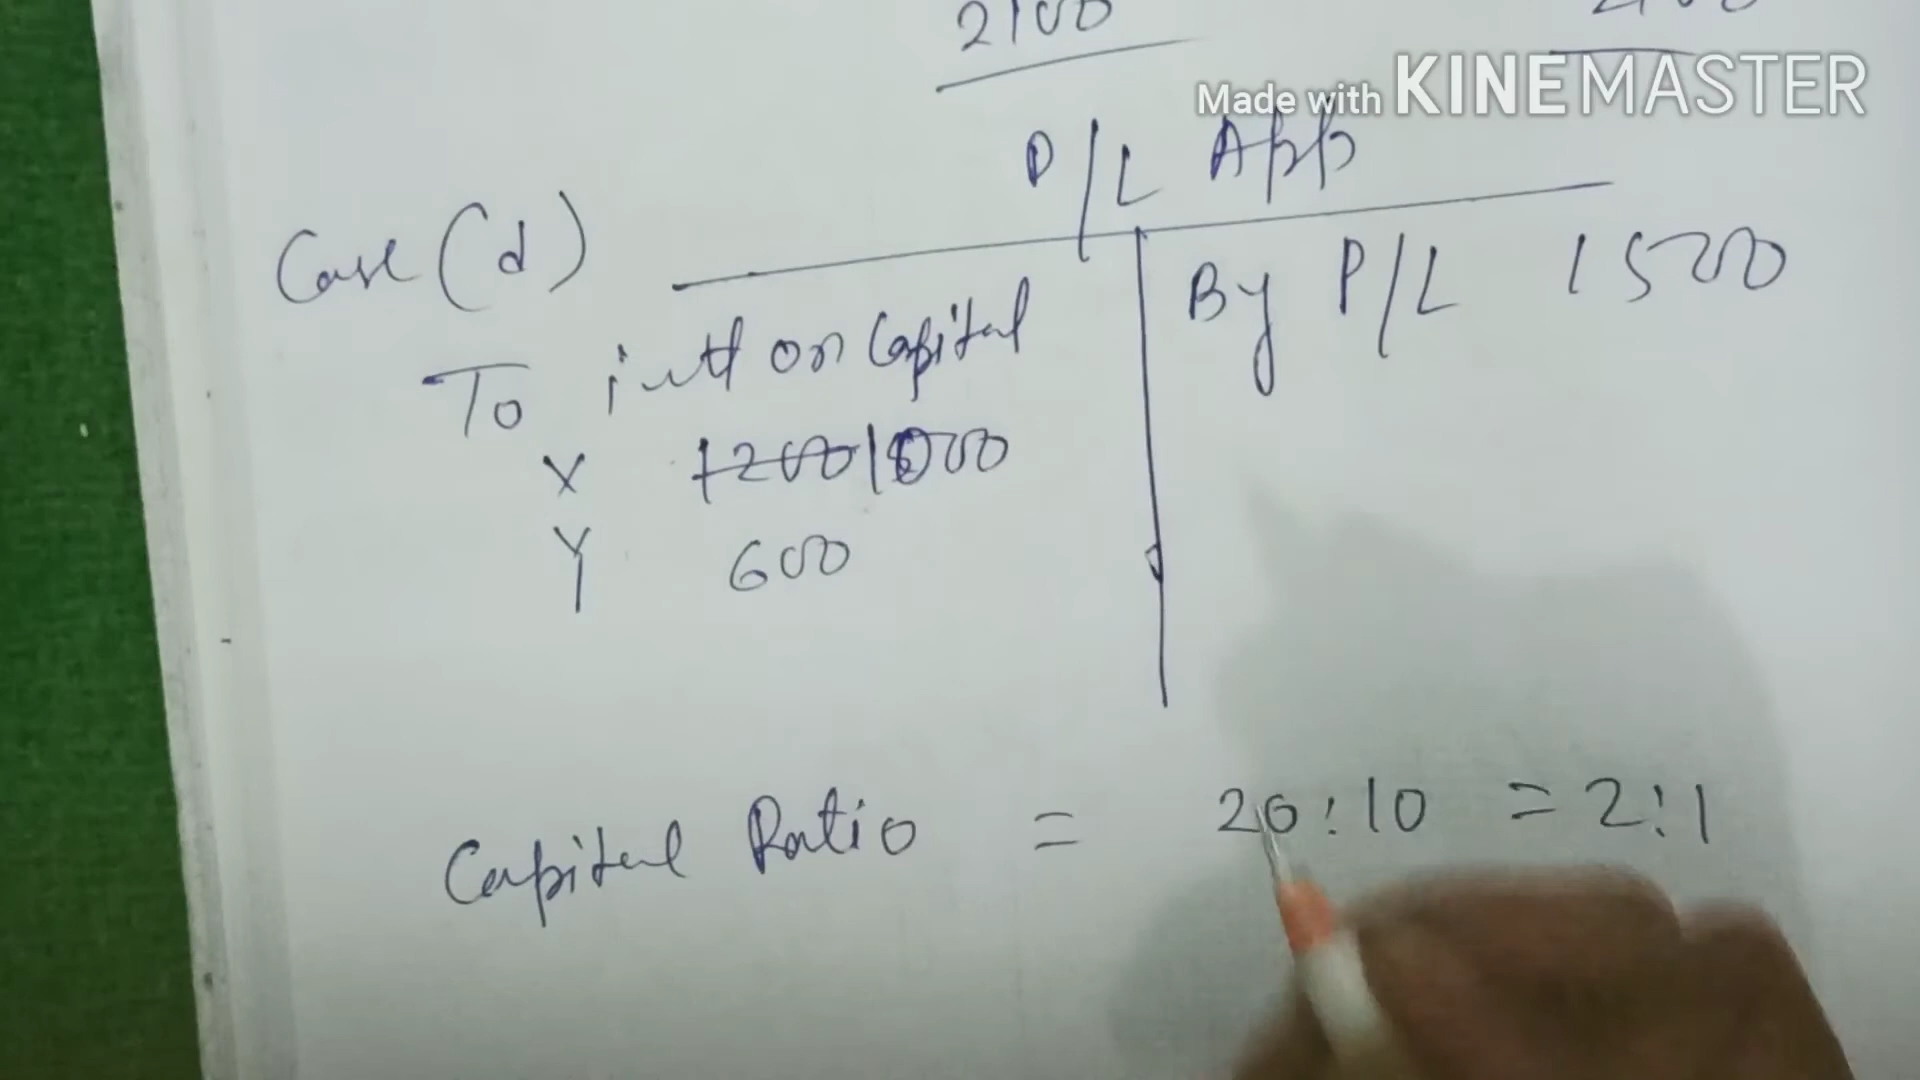 2100
Made with KINEMASTER
P/L App
Case (d)
By P/L 1500
To intt on Capital
X 1200 1000
Y 600
Capital Ratio = 20:10 = 2:1